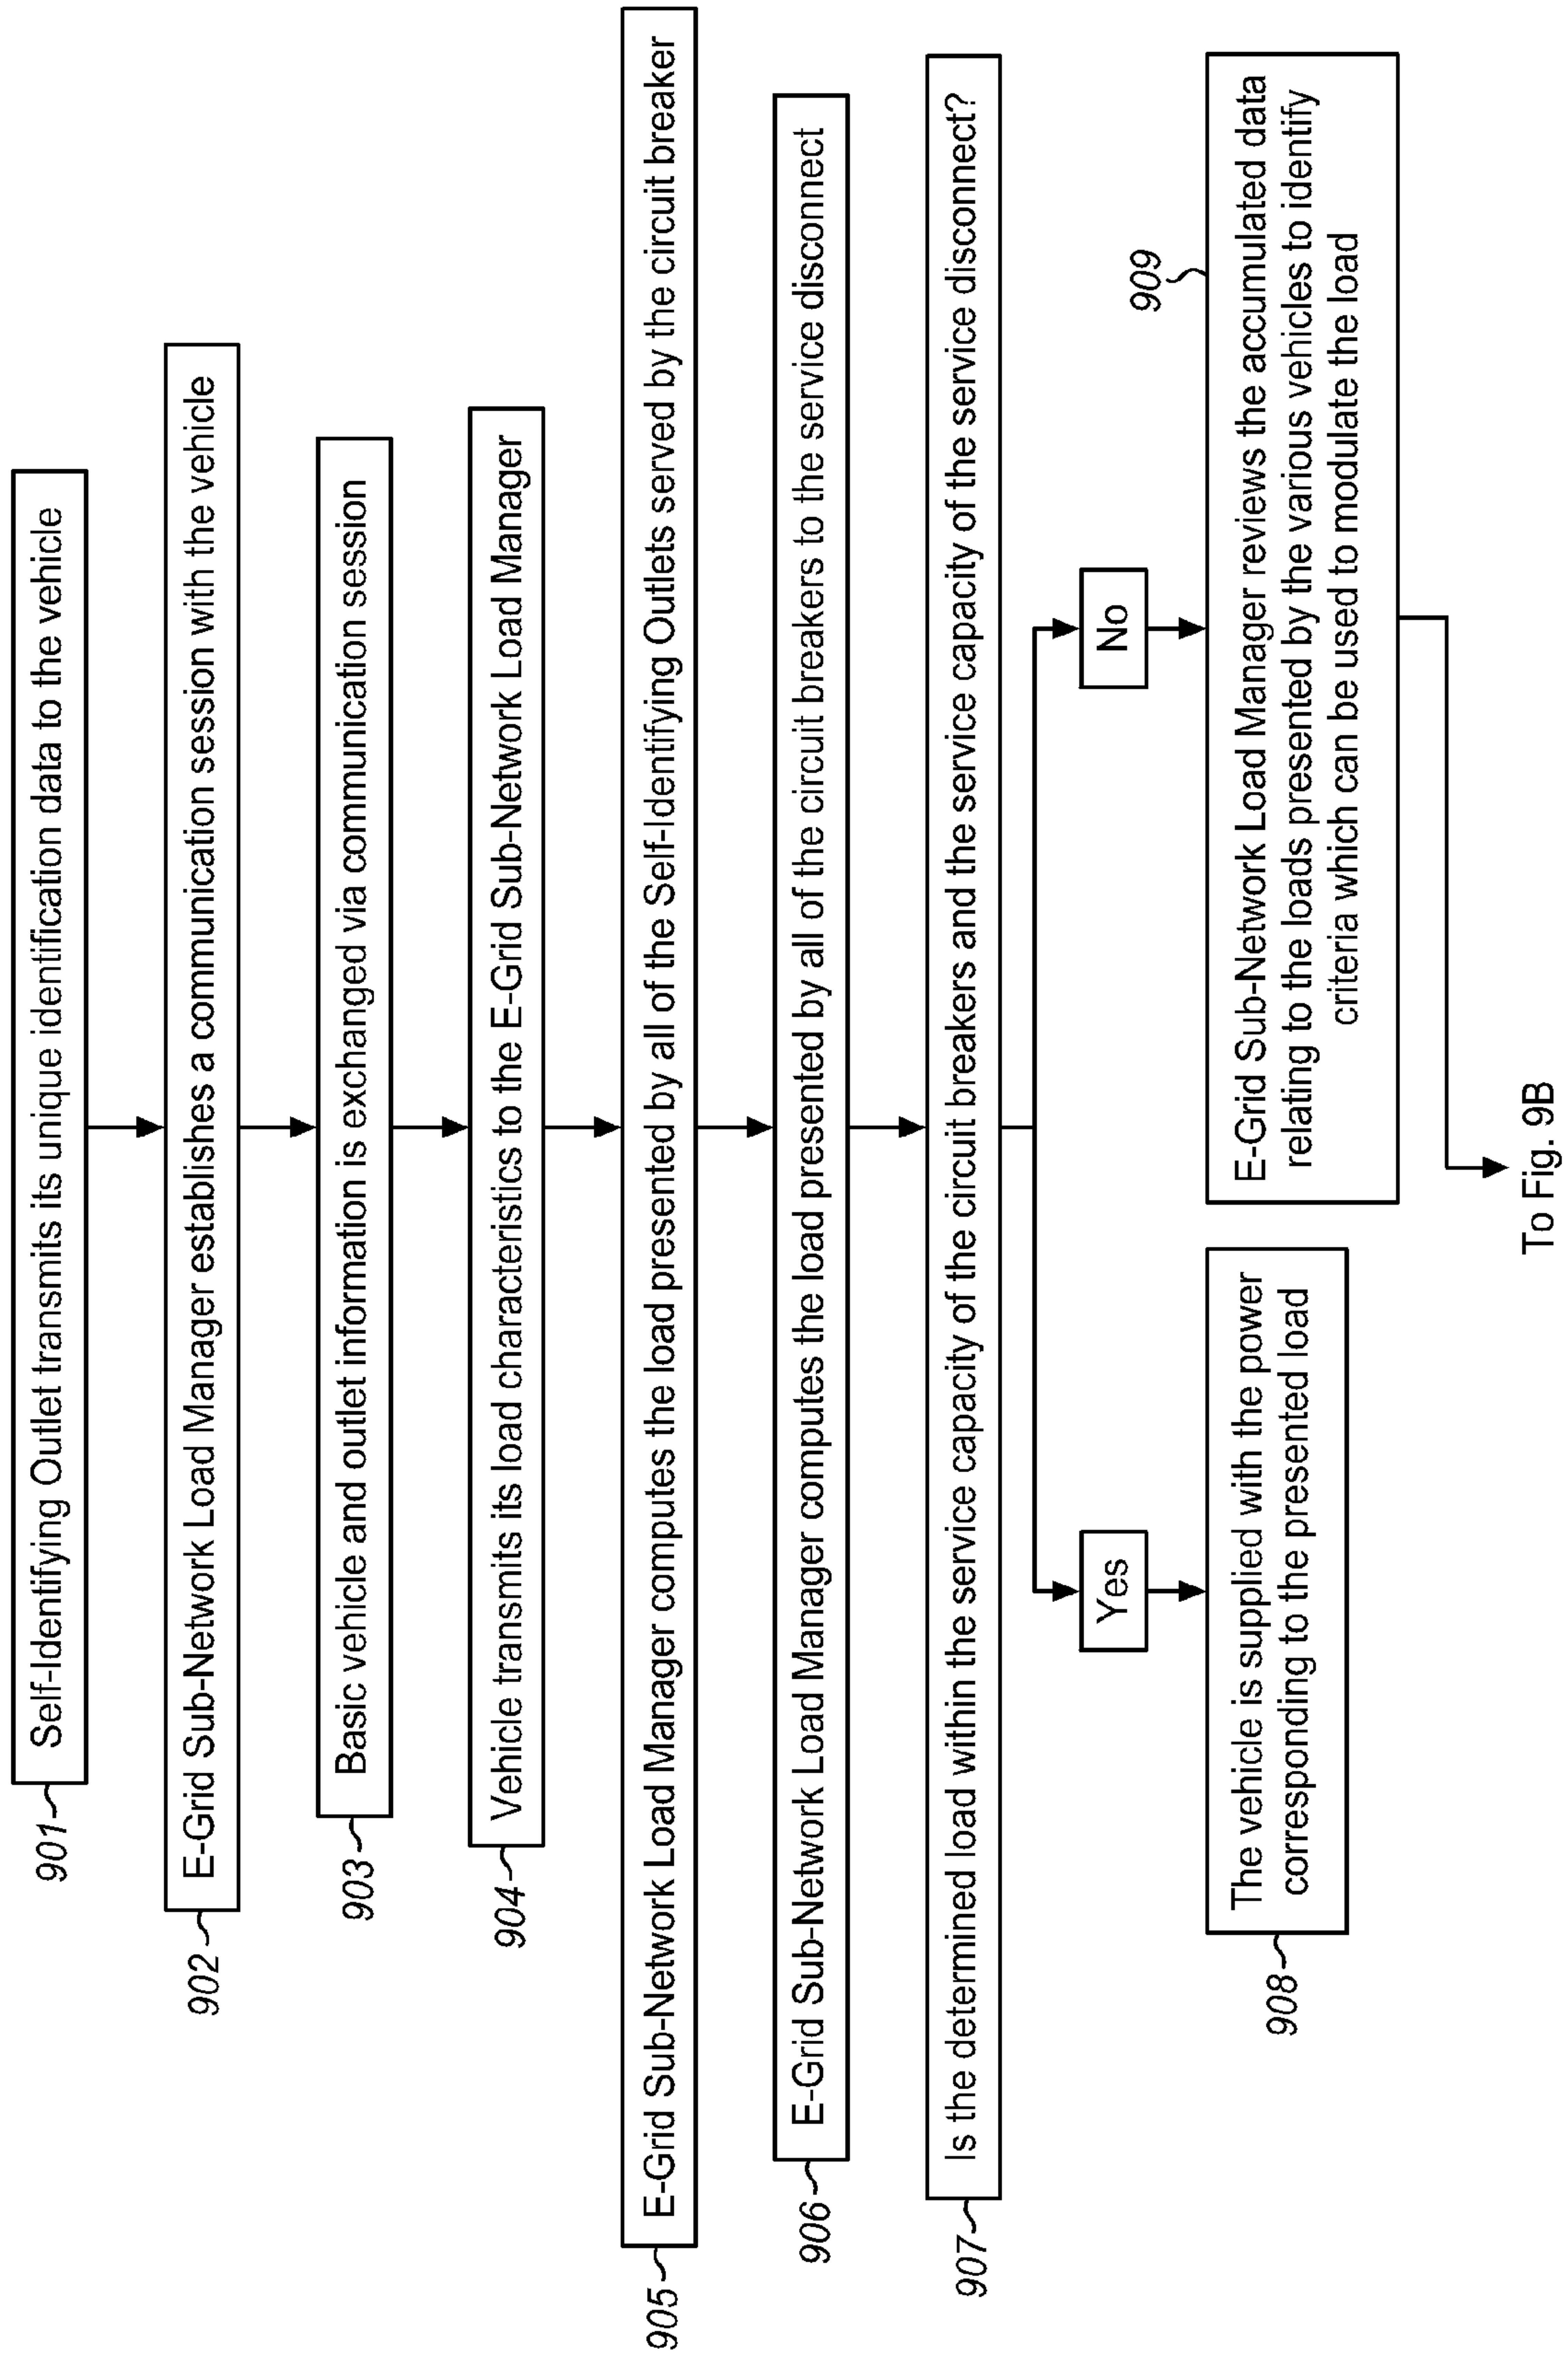 901
Self-Identifying Outlet transmits its unique identification data to the vehicle
902
E-Grid Sub-Network Load Manager establishes a communication session with the vehicle
903
Basic vehicle and outlet information is exchanged via communication session
904
Vehicle transmits its load characteristics to the E-Grid Sub-Network Load Manager
905
E-Grid Sub-Network Load Manager computes the load presented by all of the Self-Identifying Outlets served by the circuit breaker
906
E-Grid Sub-Network Load Manager computes the load presented by all of the circuit breakers to the service disconnect
907
Is the determined load within the service capacity of the circuit breakers and the service capacity of the service disconnect?
Yes
No
908
The vehicle is supplied with the power
corresponding to the presented load
909
E-Grid Sub-Network Load Manager reviews the accumulated data
relating to the loads presented by the various vehicles to identify
criteria which can be used to modulate the load
To Fig. 9B